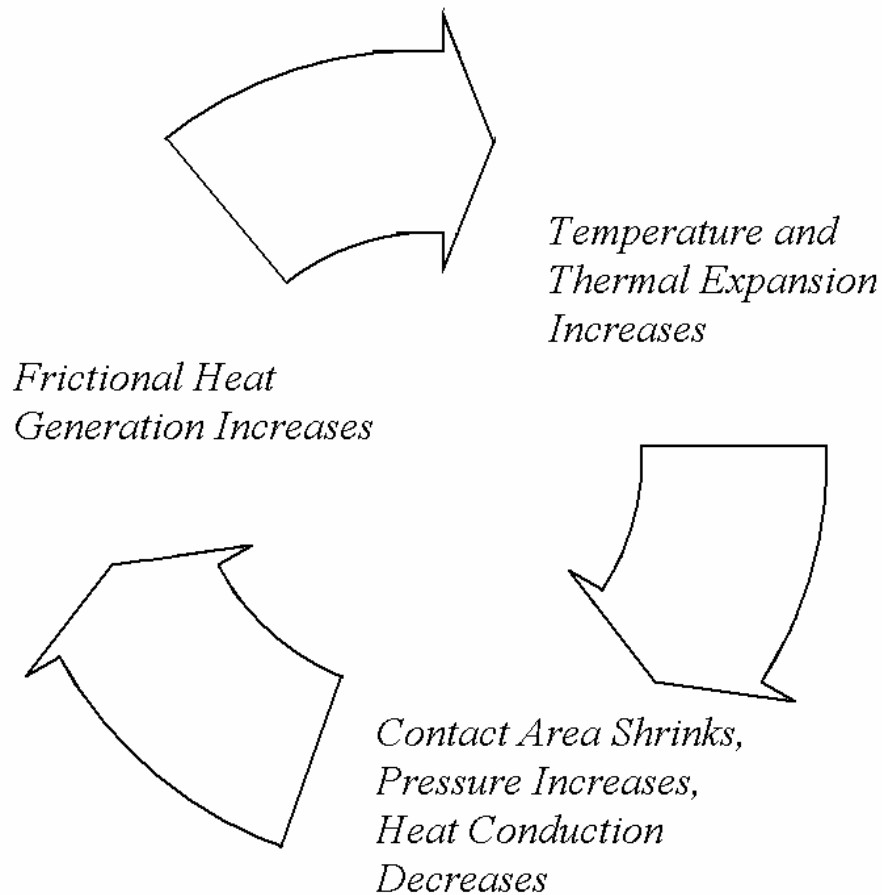 Temperature and
Thermal Expansion
Increases
Frictional Heat
Generation Increases
Contact Area Shrinks,
Pressure Increases,
Heat Conduction
Decreases